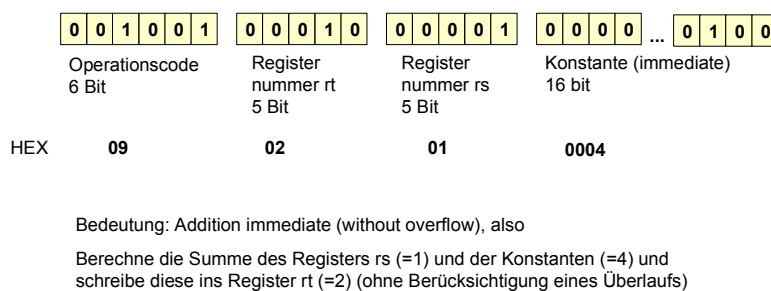 0 0 1 0 0 1 0 0 0 1 0 0 0 0 0 1 0 0 0 0 ... 0 1 0 0
Operationscode Register Register Konstante (immediate)
6 Bit nummer rt nummer rs 16 bit
5 Bit 5 Bit
HEX 09 02 01 0004
Bedeutung: Addition immediate (without overflow), also
Berechne die Summe des Registers rs (=1) und der Konstanten (=4) und
schreibe diese ins Register rt (=2) (ohne Berücksichtigung eines Überlaufs)